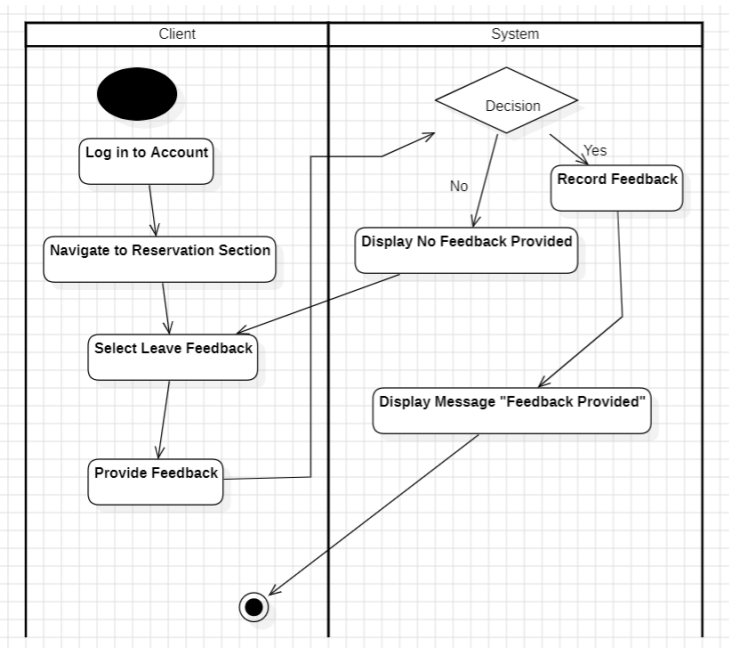 Client
System
Decision
Log in to Account
Yes
Record Feedback
No
Display No Feedback Provided
Navigate to Reservation Section
Select Leave Feedback
Display Message "Feedback Provided"
Provide Feedback